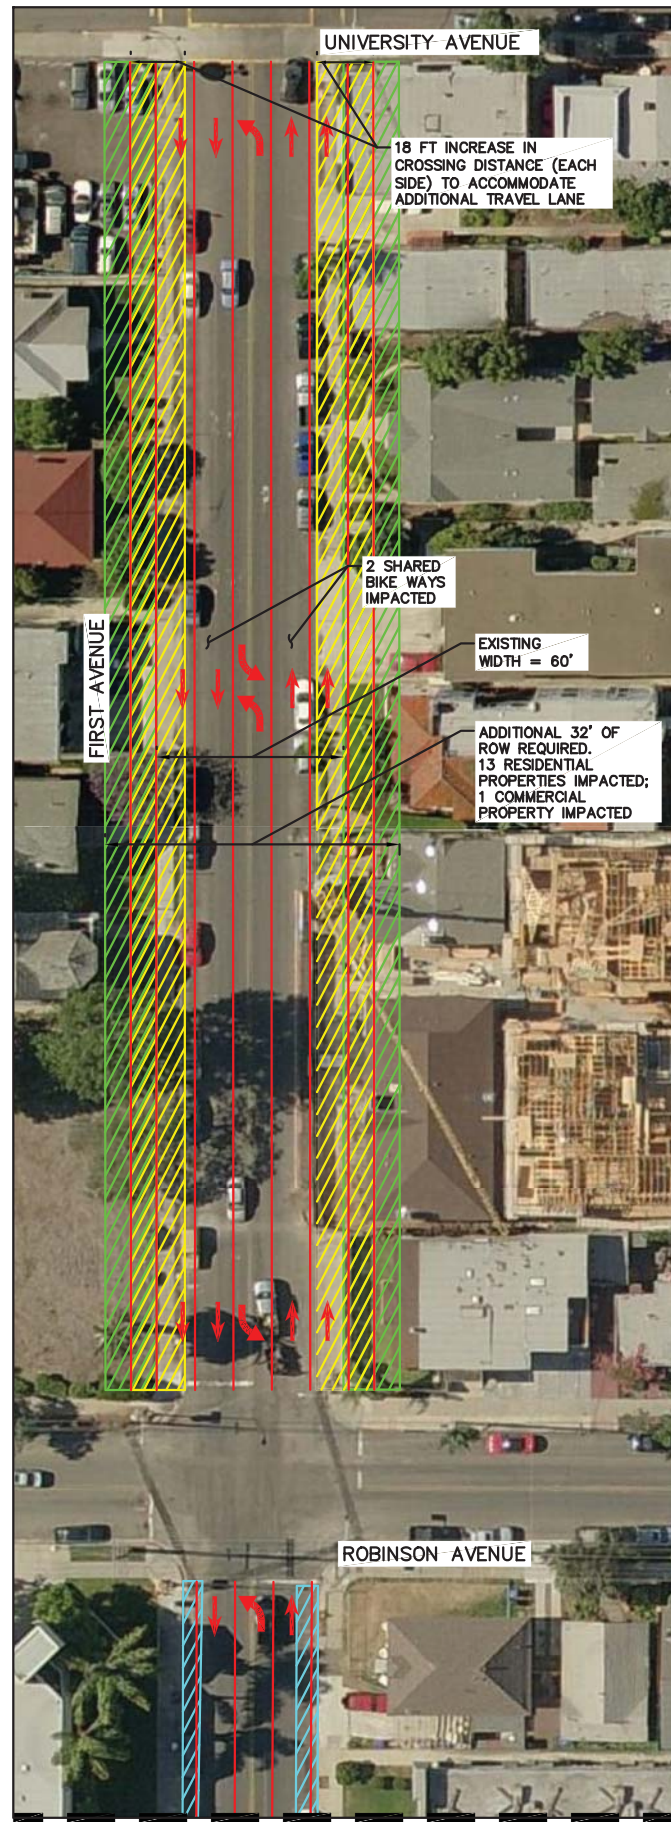 UNIVERSITY AVENUE
18 FT INCREASE IN
CROSSING DISTANCE (EACH
SIDE) TO ACCOMMODATE
ADDITIONAL TRAVEL LANE
2 SHARED
BIKE WAYS
IMPACTED
FIRST AVENUE
EXISTING
WIDTH = 60'
ADDITIONAL 32' OF
ROW REQUIRED.
13 RESIDENTIAL
PROPERTIES IMPACTED;
1 COMMERCIAL
PROPERTY IMPACTED
ROBINSON AVENUE